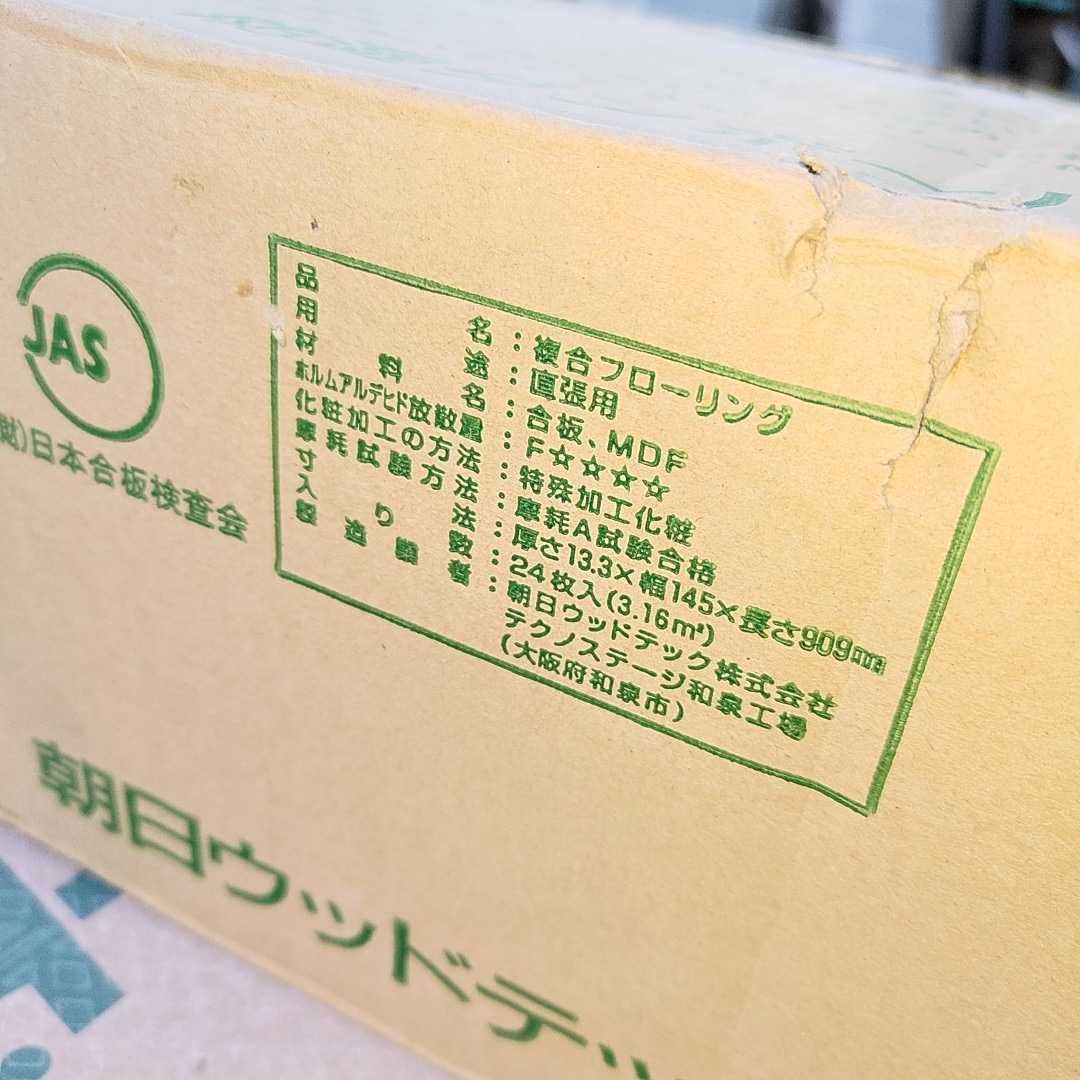 JAS
(財)日本合板検査会
品名：複合フローリング
用途：直張用
材料名：合板、MDF
ホルムアルデヒド放散量：F☆☆☆☆
化粧加工の方法：特殊加工化粧
摩耗試験方法：摩耗A試験合格
寸法：厚さ13.3×幅145×長さ909mm
入り数：24枚入(3.16m²)
製造願者：朝日ウッドテック株式会社
テクノステージ和泉工場
(大阪府和泉市)
朝日ウッドテッ